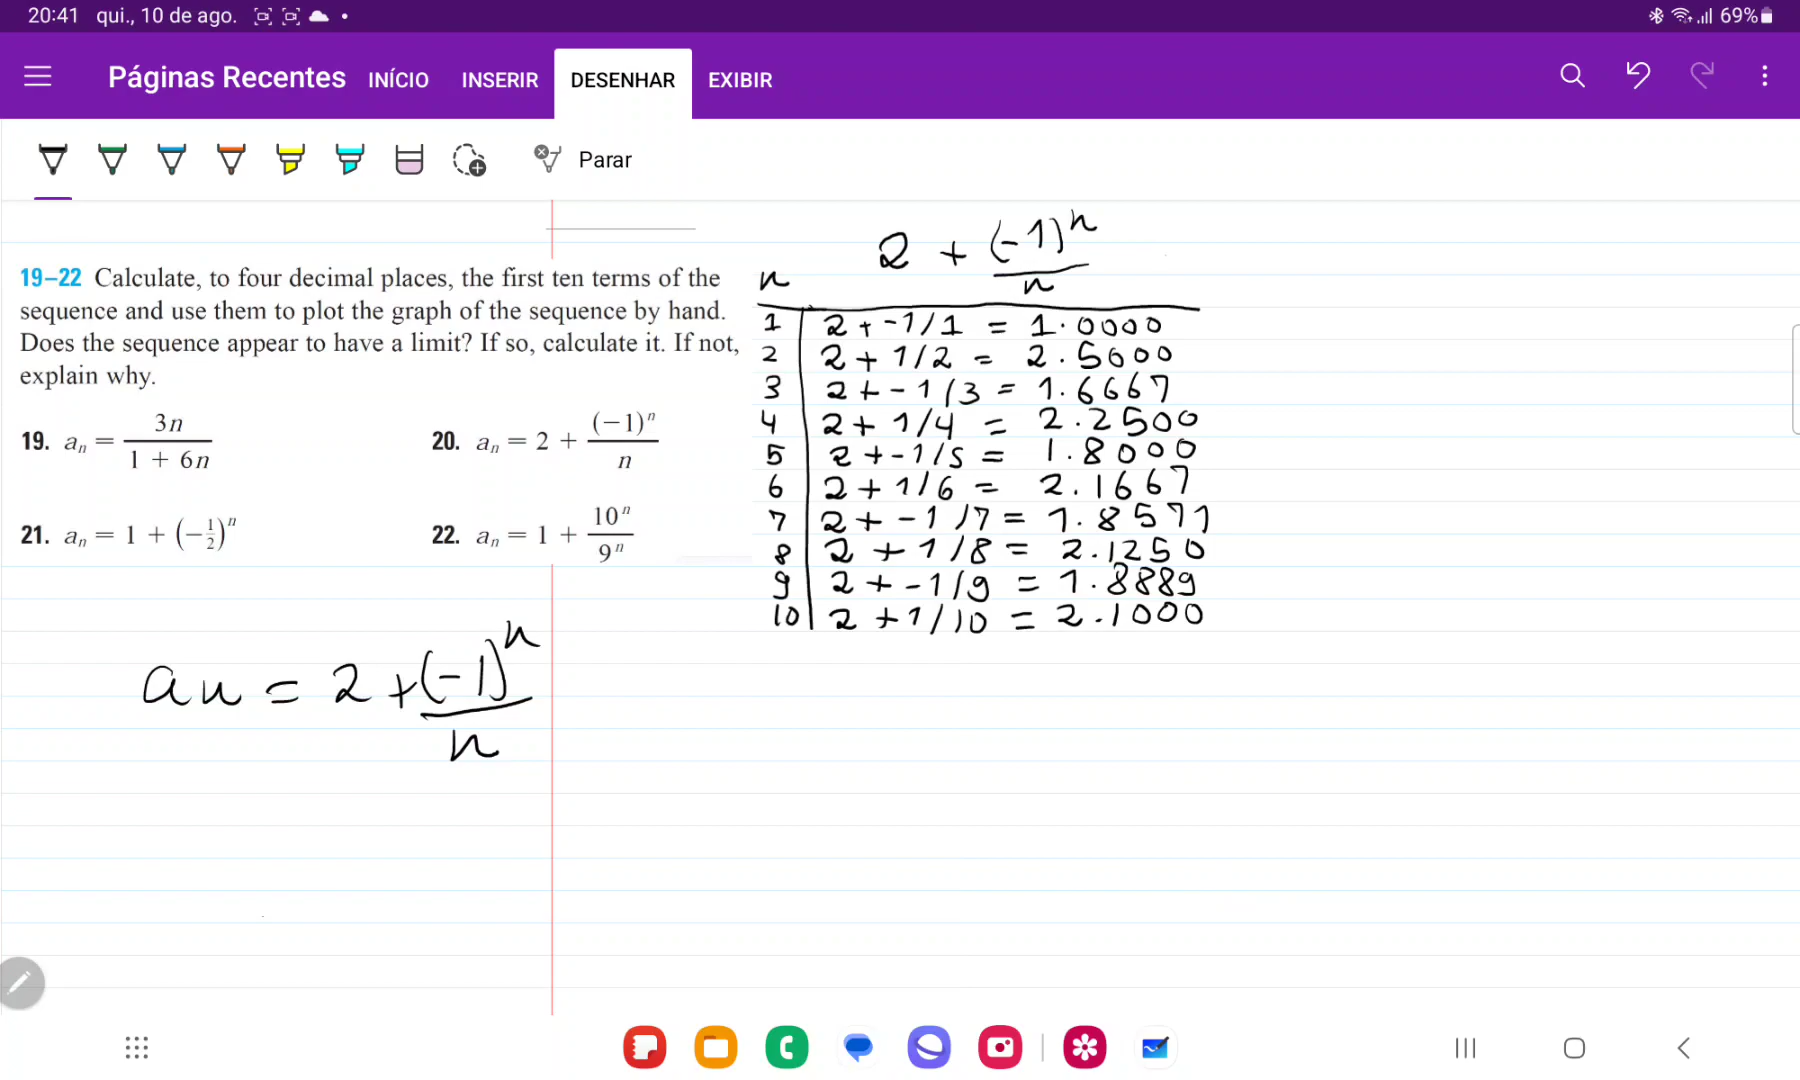 20:41 qui., 10 de ago. •
69%
Páginas Recentes INÍCIO INSERIR DESENHAR EXIBIR
Parar
19–22 Calculate, to four decimal places, the first ten terms of the
sequence and use them to plot the graph of the sequence by hand.
Does the sequence appear to have a limit? If so, calculate it. If not,
explain why.
19. aₙ = 3n / (1 + 6n)
20. aₙ = 2 + (−1)ⁿ / n
21. aₙ = 1 + (−1/2)ⁿ
22. aₙ = 1 + 10ⁿ / 9ⁿ
an = 2 + (-1)ⁿ / n
n 2 + (-1)ⁿ / n
1 2 + -1/1 = 1.0000
2 2 + 1/2 = 2.5000
3 2 + -1/3 = 1.6667
4 2 + 1/4 = 2.2500
5 2 + -1/5 = 1.8000
6 2 + 1/6 = 2.1667
7 2 + -1/7 = 1.8571
8 2 + 1/8 = 2.1250
9 2 + -1/9 = 1.8889
10 2 + 1/10 = 2.1000